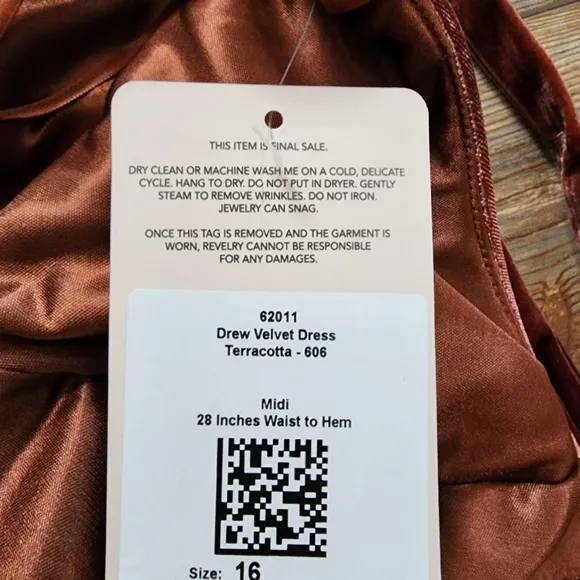 THIS ITEM IS FINAL SALE.
DRY CLEAN OR MACHINE WASH ME ON A COLD, DELICATE
CYCLE. HANG TO DRY. DO NOT PUT IN DRYER. GENTLY
STEAM TO REMOVE WRINKLES. DO NOT IRON.
JEWELRY CAN SNAG.
ONCE THIS TAG IS REMOVED AND THE GARMENT IS
WORN, REVELRY CANNOT BE RESPONSIBLE
FOR ANY DAMAGES.
62011
Drew Velvet Dress
Terracotta - 606
Midi
28 Inches Waist to Hem
Size: 16